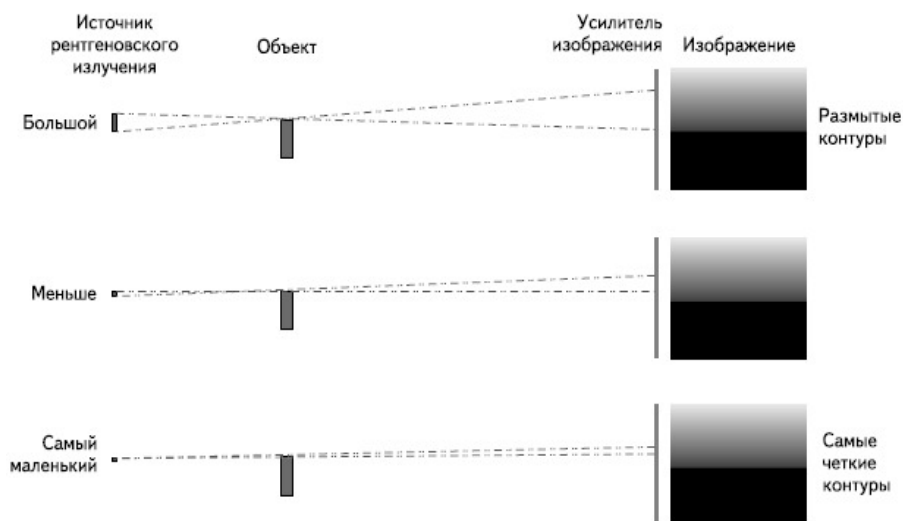 Источник
рентгеновского
излучения
Объект
Усилитель
изображения
Изображение
Большой
Размытые
контуры
Меньше
Самый
маленький
Самые
четкие
контуры